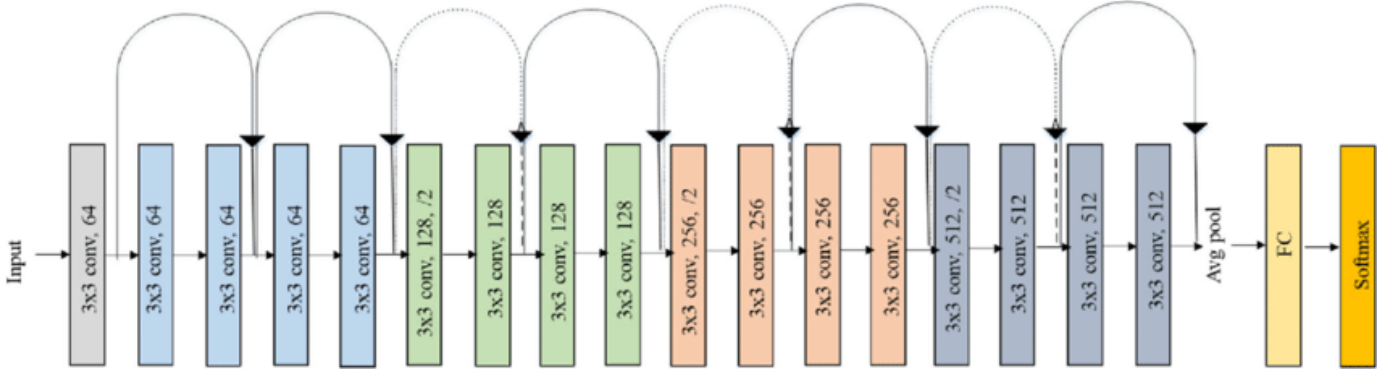 Input
3x3 conv, 64
3x3 conv, 64
3x3 conv, 64
3x3 conv, 64
3x3 conv, 64
3x3 conv, 128, /2
3x3 conv, 128
3x3 conv, 128
3x3 conv, 128
3x3 conv, 256, /2
3x3 conv, 256
3x3 conv, 256
3x3 conv, 256
3x3 conv, 512, /2
3x3 conv, 512
3x3 conv, 512
3x3 conv, 512
Avg pool
FC
Softmax